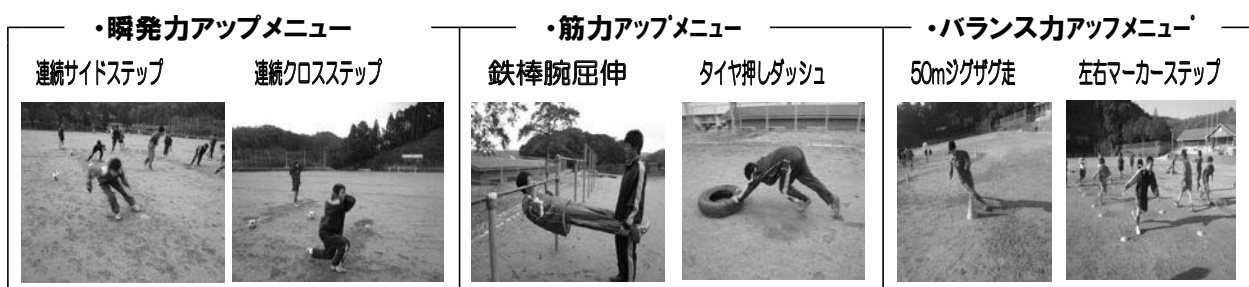 ・瞬発力アップメニュー
連続サイドステップ
連続クロスステップ
・筋力アップメニュー
鉄棒腕屈伸
タイヤ押しダッシュ
・バランス力アップメニュー
50mジグザグ走
左右マーカーステップ